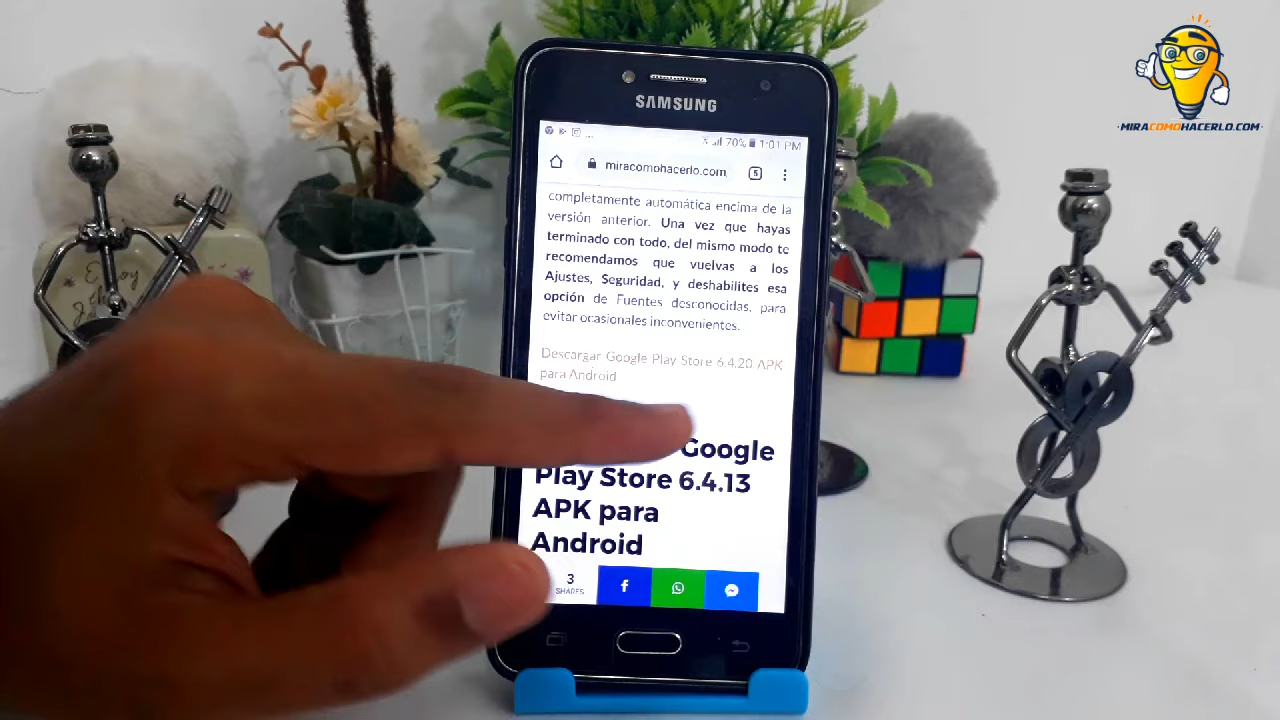 MIRACOMOHACERLO.COM
SAMSUNG
70% 1:01 PM
miracomohacerlo.com
5
completamente automática encima de la
versión anterior. Una vez que hayas
terminado con todo, del mismo modo te
recomendamos que vuelvas a los
Ajustes, Seguridad, y deshabilites esa
opción de Fuentes desconocidas, para
evitar ocasionales inconvenientes.
Descargar Google Play Store 6.4.20 APK
para Android
Google
Play Store 6.4.13
APK para
Android
3
SHARES
Enjoy